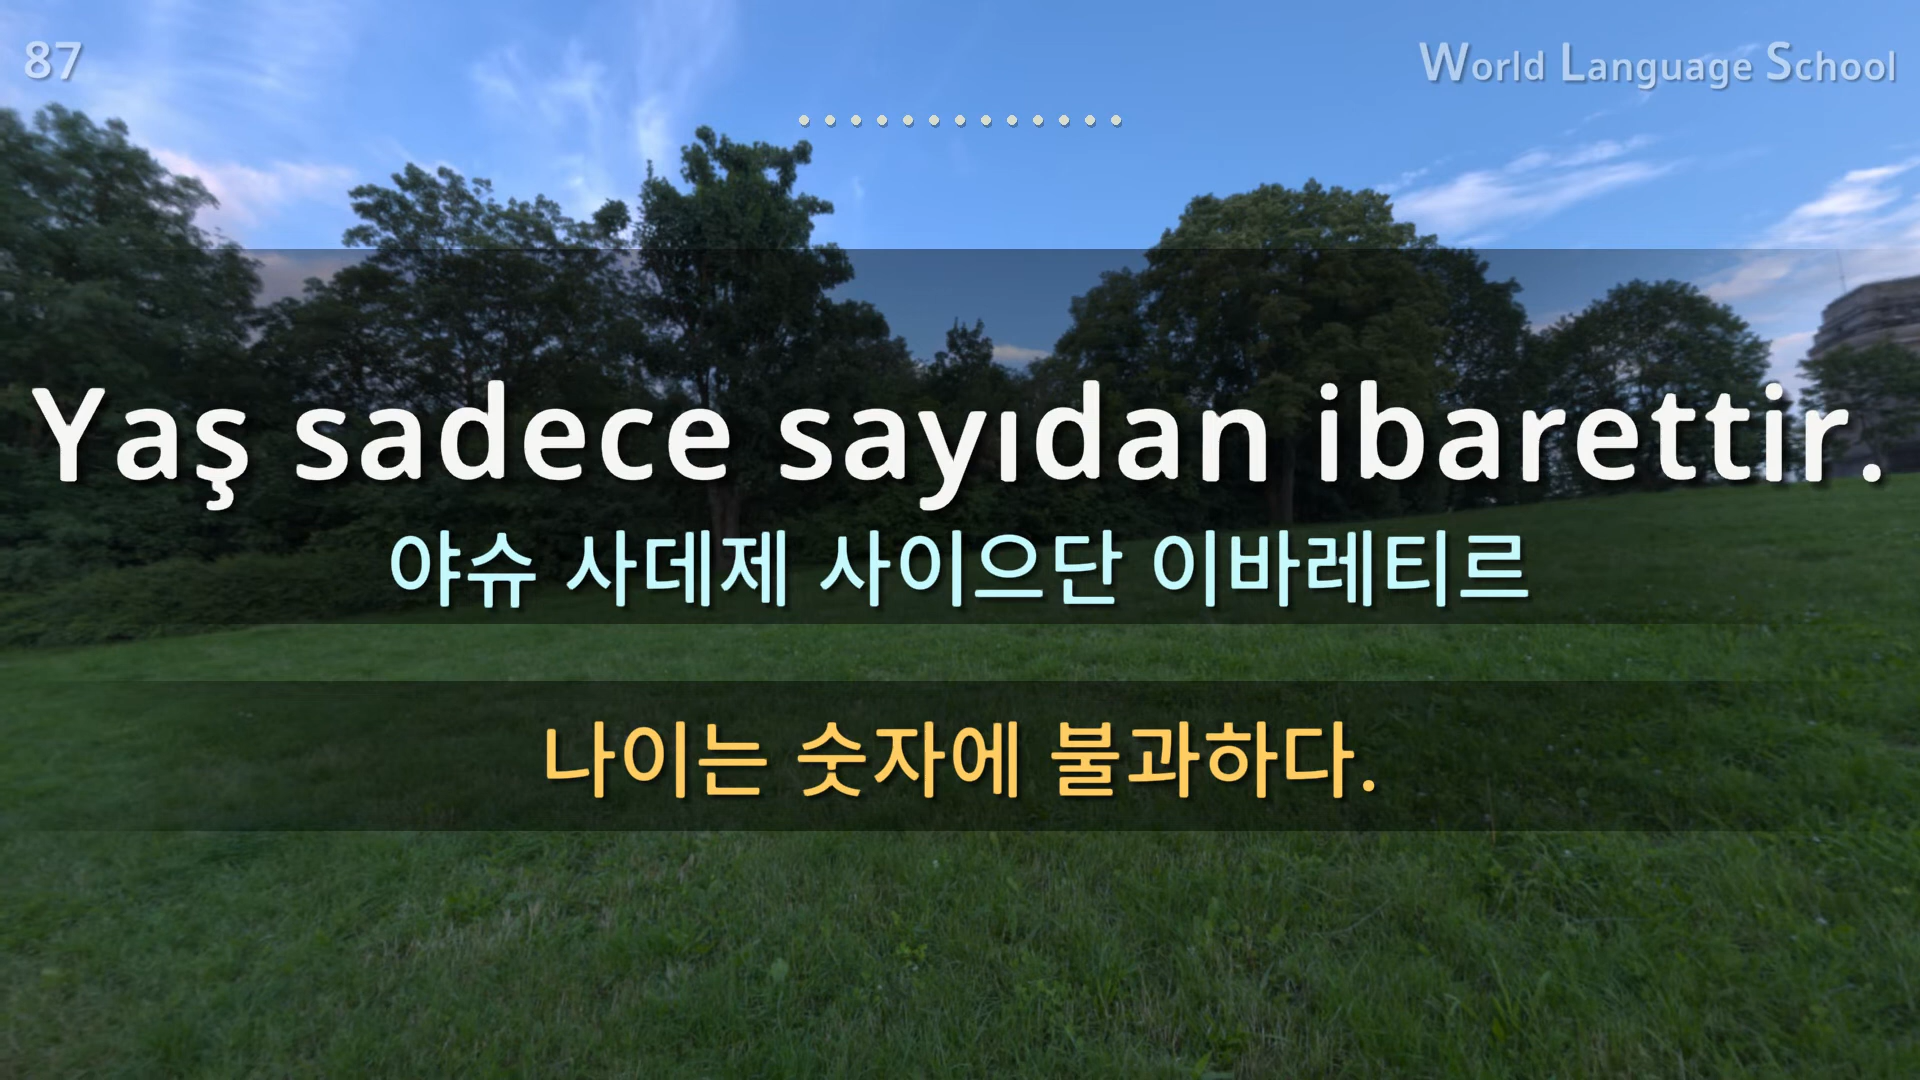 87
World Language School
Yaş sadece sayıdan ibarettir.
야슈 사데제 사이으단 이바레티르
나이는 숫자에 불과하다.